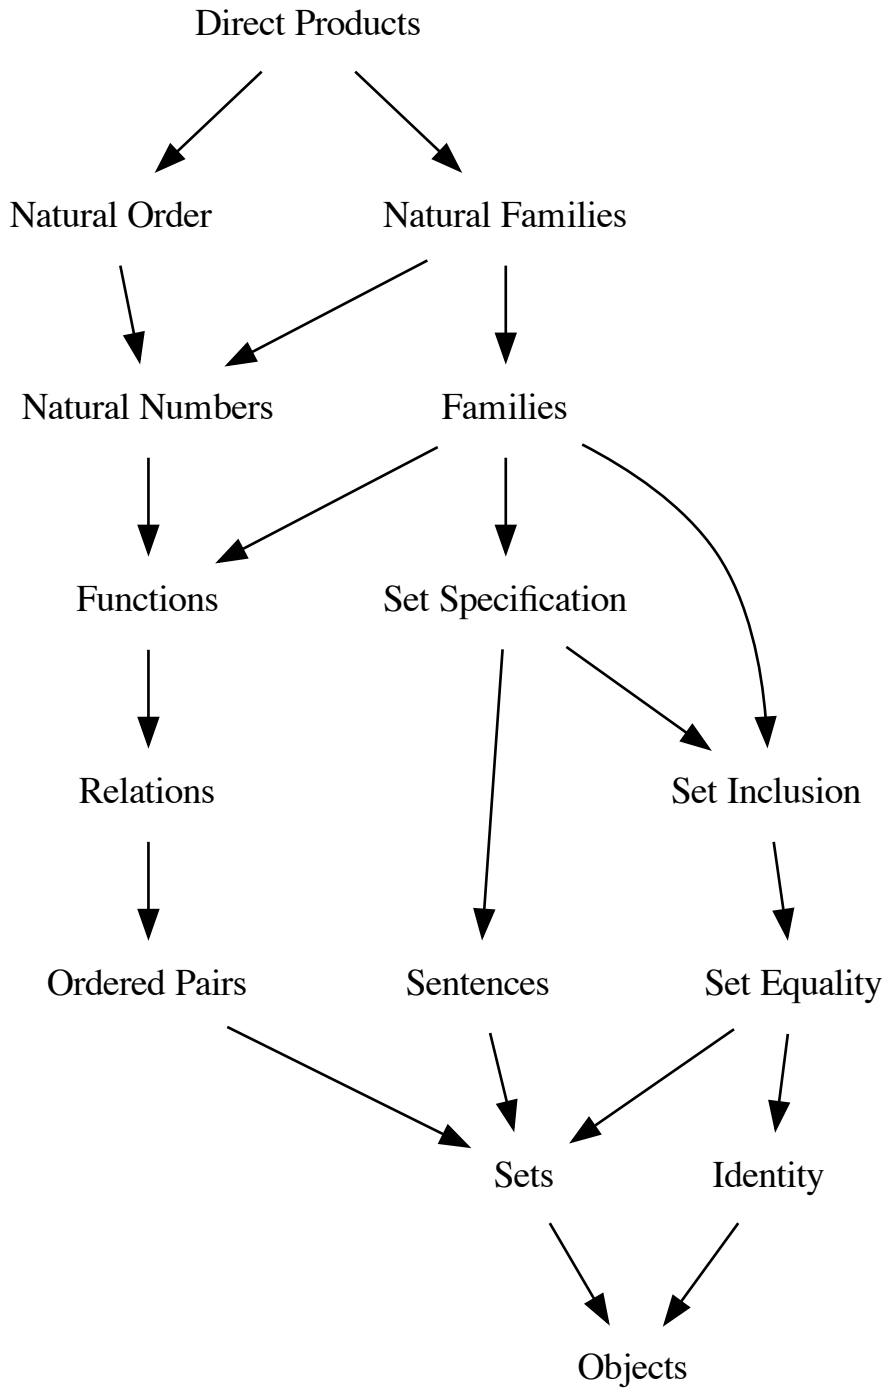 Direct Products
Natural Order
Natural Families
Natural Numbers
Families
Functions
Set Specification
Relations
Set Inclusion
Ordered Pairs
Sentences
Set Equality
Sets
Identity
Objects